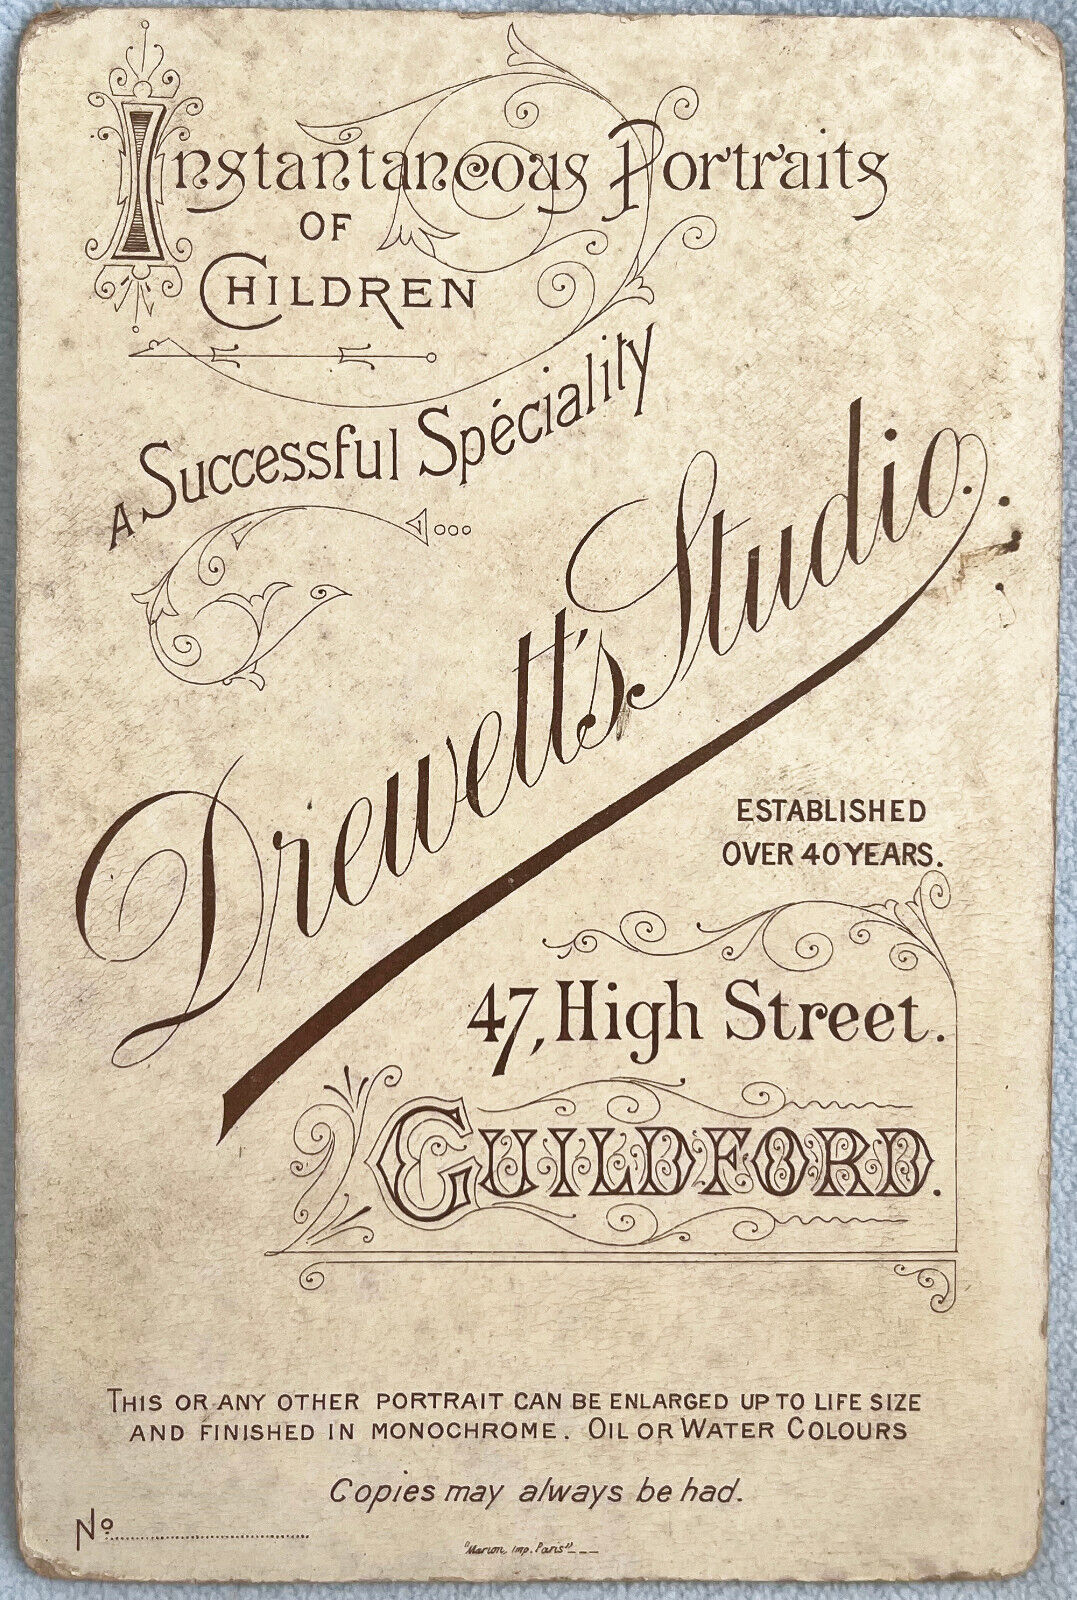 Instantaneous Portraits
OF
CHILDREN
A Successful Spéciality
Drewett's Studio.
ESTABLISHED
OVER 40 YEARS.
47, High Street.
GUILDFORD.
THIS OR ANY OTHER PORTRAIT CAN BE ENLARGED UP TO LIFE SIZE
AND FINISHED IN MONOCHROME. OIL OR WATER COLOURS
Copies may always be had.
No
"Marion, Imp. Paris"